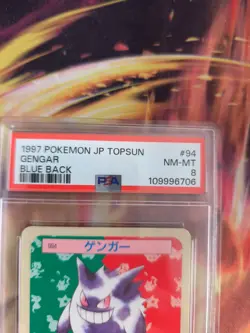 1997 POKEMON JP TOPSUN #94
GENGAR NM-MT
BLUE BACK 8
PSA 109996706
ゲンガー